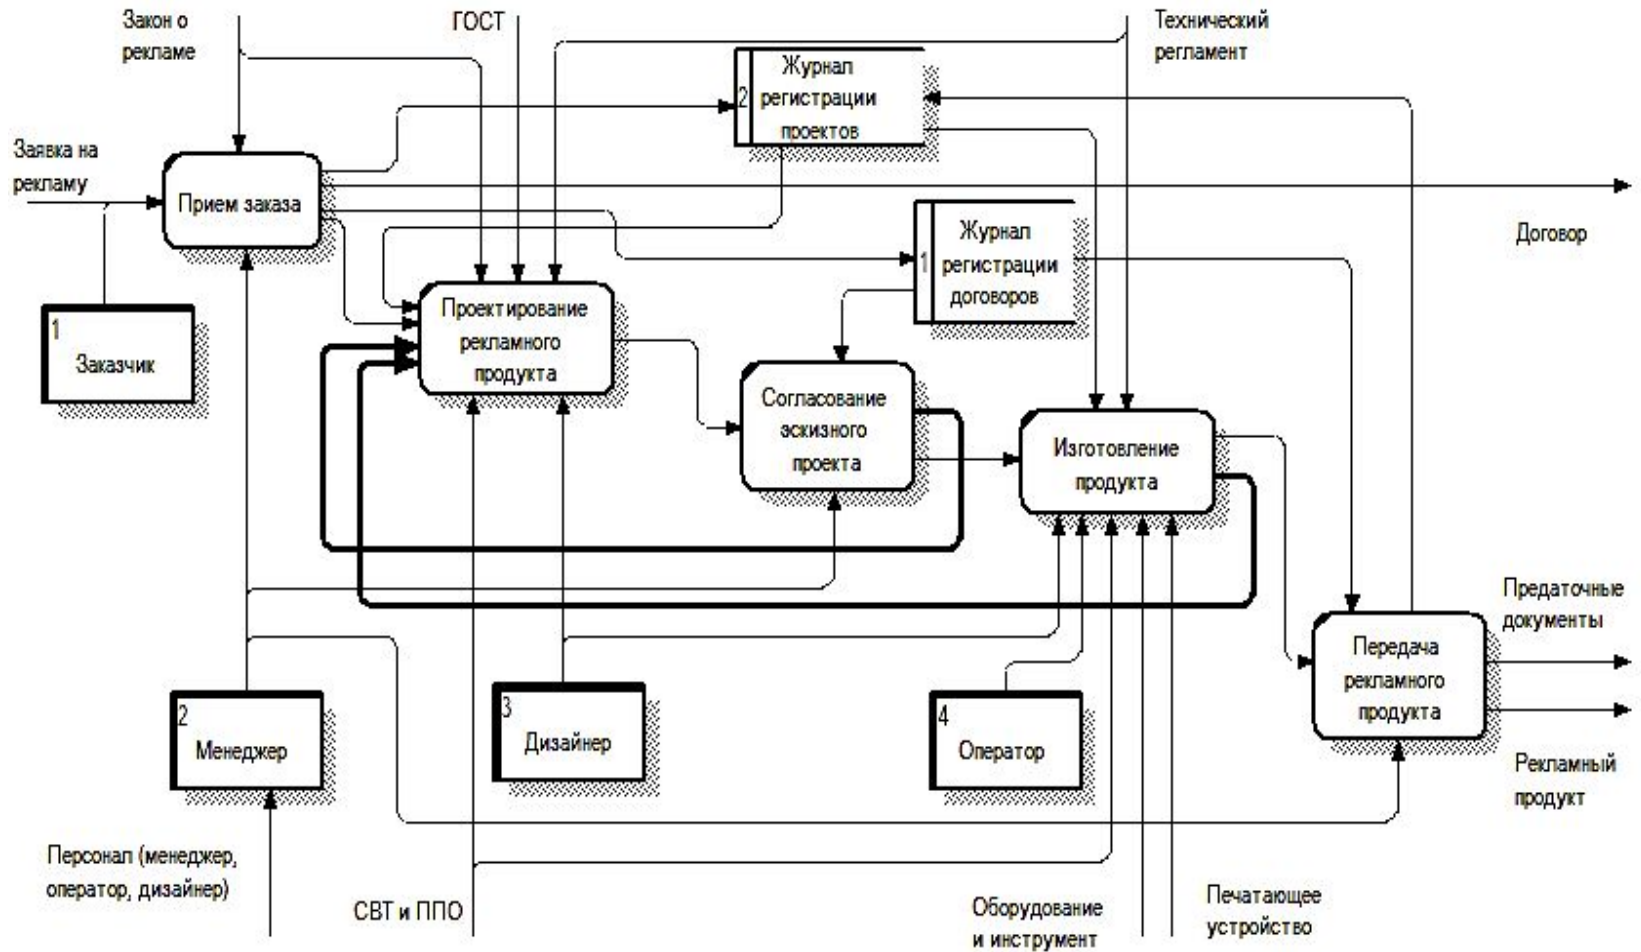 Закон о
рекламе
ГОСТ
Технический
регламент
2
Журнал
регистрации
проектов
Заявка на
рекламу
Прием заказа
Договор
1
Журнал
регистрации
договоров
1
Заказчик
Проектирование
рекламного
продукта
Согласование
эскизного
проекта
Изготовление
продукта
Предаточные
документы
Передача
рекламного
продукта
2
Менеджер
3
Дизайнер
4
Оператор
Рекламный
продукт
Персонал (менеджер,
оператор, дизайнер)
СВТ и ППО
Оборудование
и инструмент
Печатающее
устройство